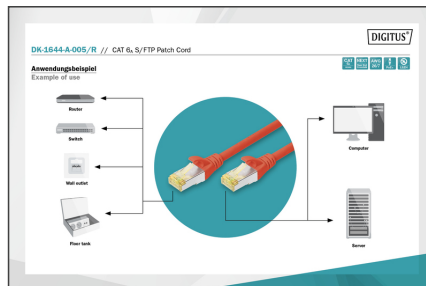 DIGITUS®
DK-1644-A-005/R // CAT 6A S/FTP Patch Cord
Anwendungsbeispiel
Example of use
CAT
Router
Switch
Wall outlet
Floor tank
Computer
Server